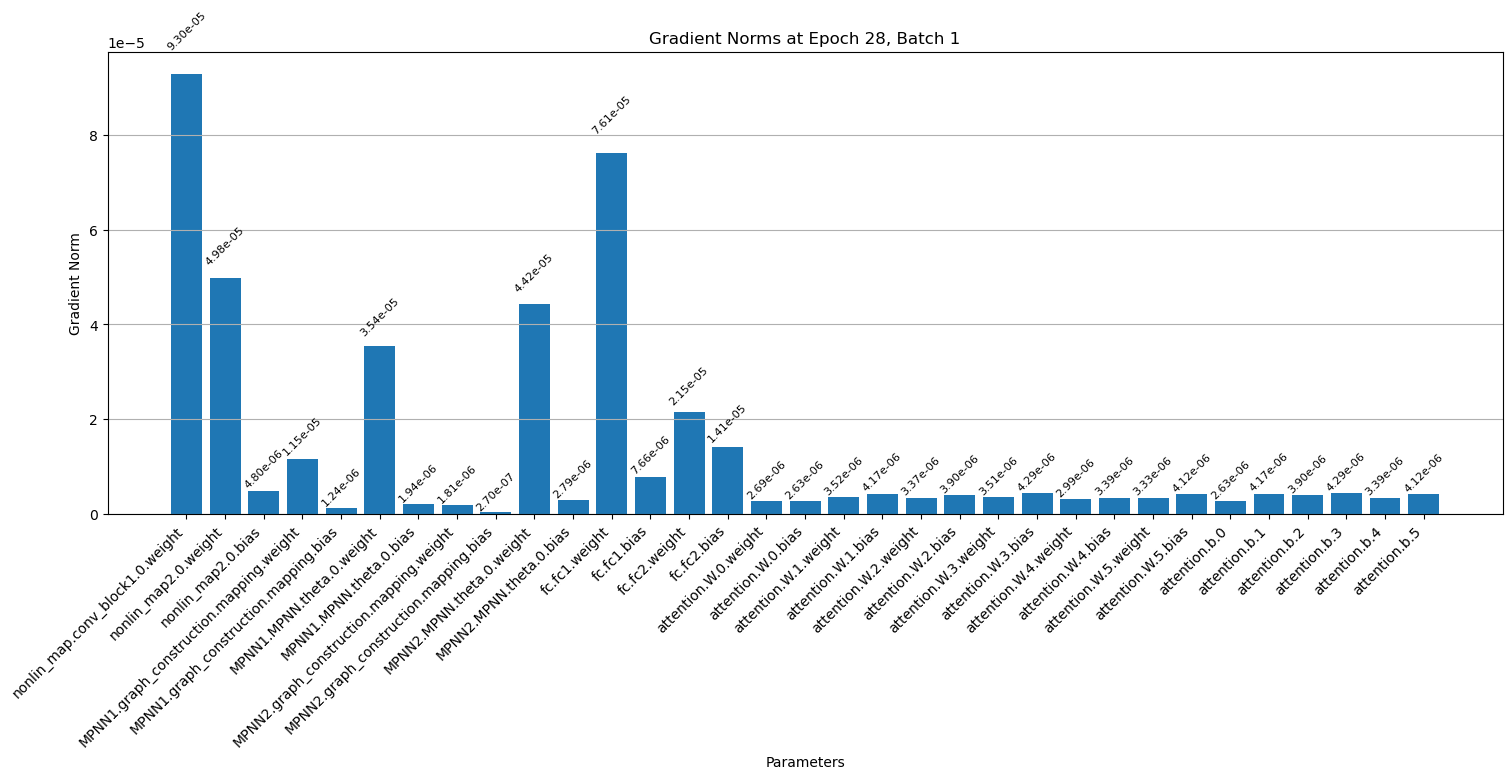 Gradient Norms at Epoch 28, Batch 1
1e−5
Gradient Norm
8
6
4
2
0
9.30e-05
4.98e-05
4.80e-06
1.15e-05
1.24e-06
3.54e-05
1.94e-06
1.81e-06
2.70e-07
4.42e-05
2.79e-06
7.61e-05
7.66e-06
2.15e-05
1.41e-05
2.69e-06
2.63e-06
3.52e-06
4.17e-06
3.37e-06
3.90e-06
3.51e-06
4.29e-06
2.99e-06
3.39e-06
3.33e-06
4.12e-06
2.63e-06
4.17e-06
3.90e-06
4.29e-06
3.39e-06
4.12e-06
nonlin_map.conv_block1.0.weight
nonlin_map2.0.weight
nonlin_map2.0.bias
MPNN1.graph_construction.mapping.weight
MPNN1.graph_construction.mapping.bias
MPNN1.MPNN.theta.0.weight
MPNN1.MPNN.theta.0.bias
MPNN2.graph_construction.mapping.weight
MPNN2.graph_construction.mapping.bias
MPNN2.MPNN.theta.0.weight
MPNN2.MPNN.theta.0.bias
fc.fc1.weight
fc.fc1.bias
fc.fc2.weight
fc.fc2.bias
attention.W.0.weight
attention.W.0.bias
attention.W.1.weight
attention.W.1.bias
attention.W.2.weight
attention.W.2.bias
attention.W.3.weight
attention.W.3.bias
attention.W.4.weight
attention.W.4.bias
attention.W.5.weight
attention.W.5.bias
attention.b.0
attention.b.1
attention.b.2
attention.b.3
attention.b.4
attention.b.5
Parameters